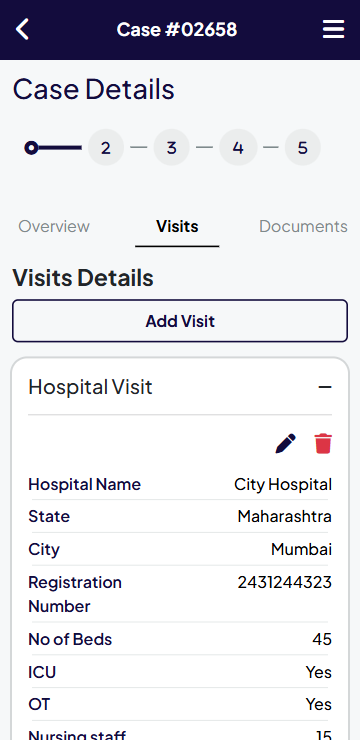 Case #02658
Case Details
2 3 4 5
Overview Visits Documents
Visits Details
Add Visit
Hospital Visit
Hospital Name City Hospital
State Maharashtra
City Mumbai
Registration 2431244323
Number
No of Beds 45
ICU Yes
OT Yes
Nursing staff 15